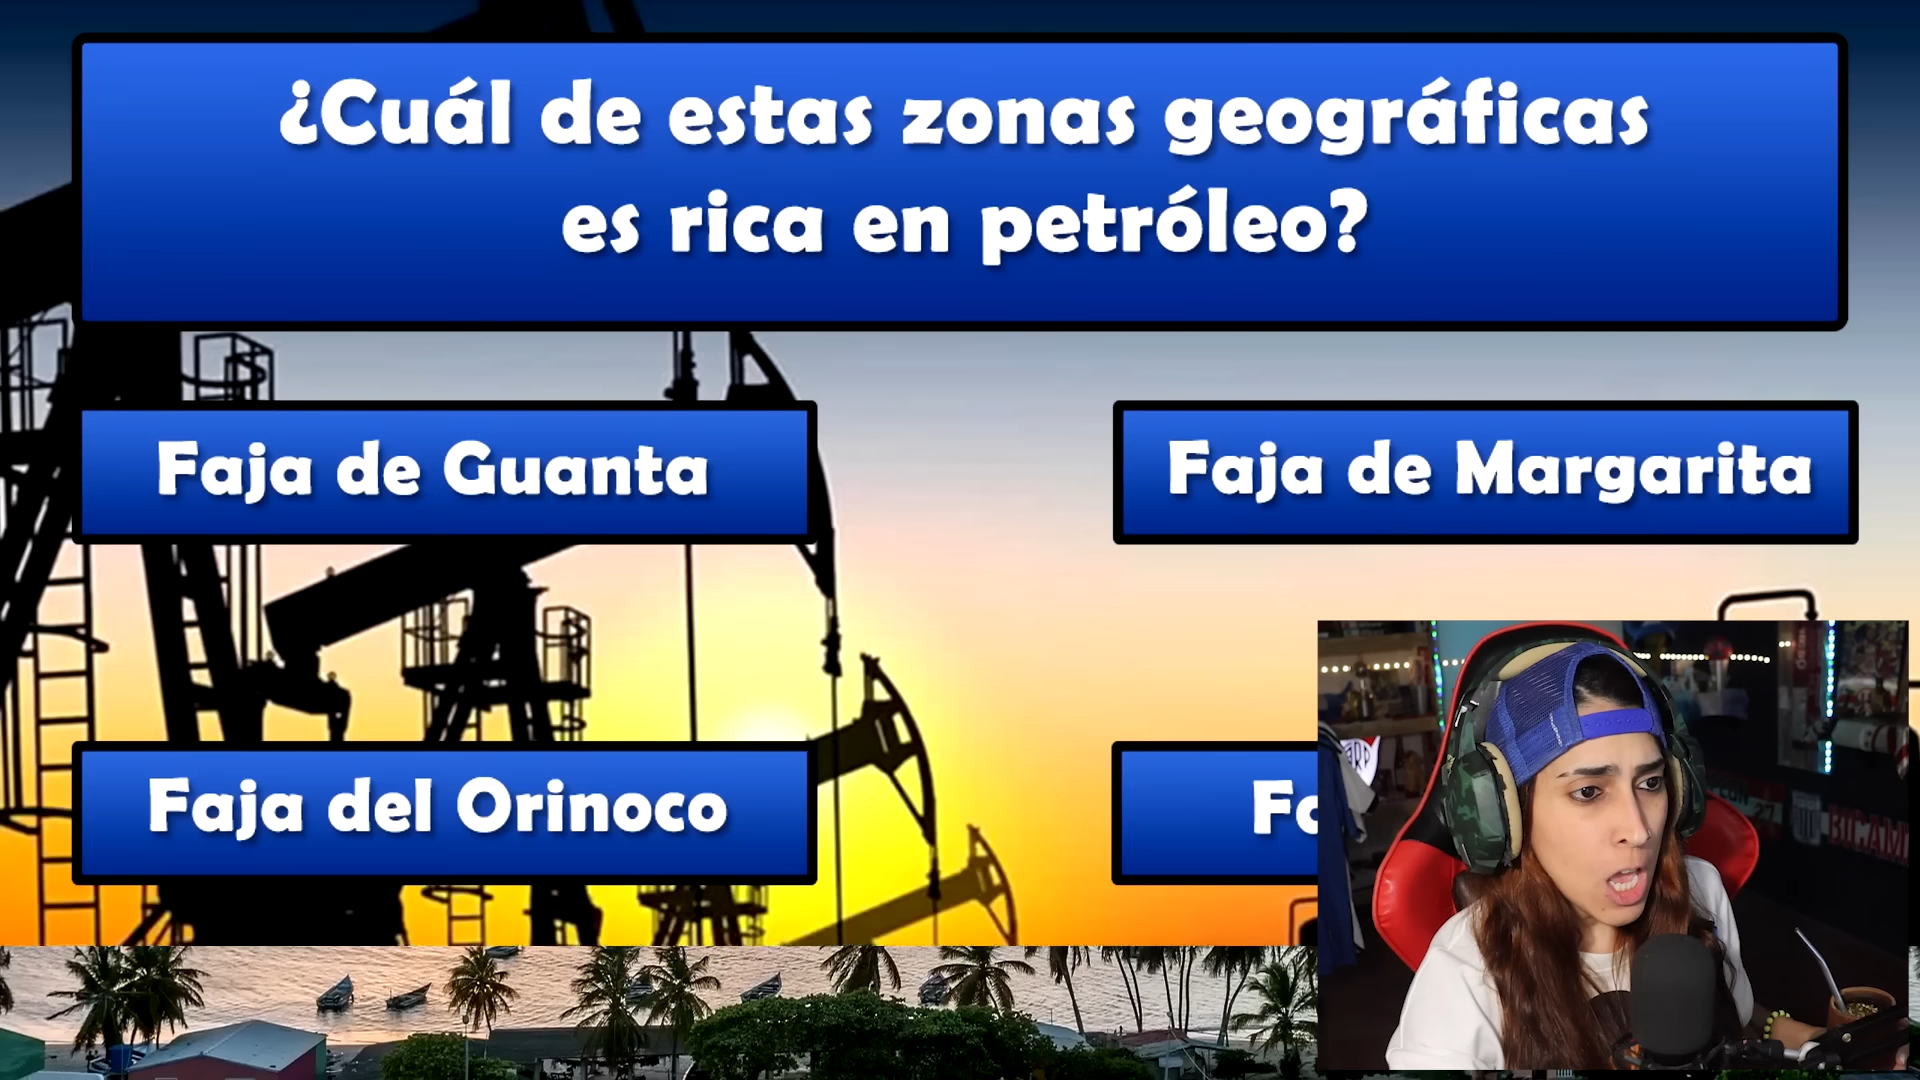 ¿Cuál de estas zonas geográficas
es rica en petróleo?
Faja de Guanta
Faja de Margarita
Faja del Orinoco